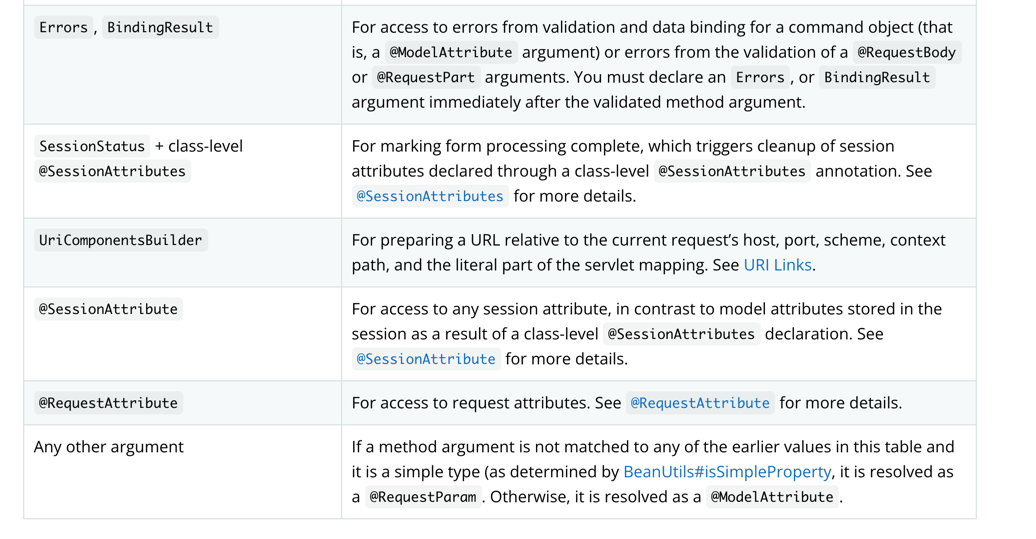 Errors , BindingResult
For access to errors from validation and data binding for a command object (that
is, a @ModelAttribute argument) or errors from the validation of a @RequestBody
or @RequestPart arguments. You must declare an Errors , or BindingResult
argument immediately after the validated method argument.
SessionStatus + class-level
@SessionAttributes
For marking form processing complete, which triggers cleanup of session
attributes declared through a class-level @SessionAttributes annotation. See
@SessionAttributes for more details.
UriComponentsBuilder
For preparing a URL relative to the current request’s host, port, scheme, context
path, and the literal part of the servlet mapping. See URI Links.
@SessionAttribute
For access to any session attribute, in contrast to model attributes stored in the
session as a result of a class-level @SessionAttributes declaration. See
@SessionAttribute for more details.
@RequestAttribute
For access to request attributes. See @RequestAttribute for more details.
Any other argument
If a method argument is not matched to any of the earlier values in this table and
it is a simple type (as determined by BeanUtils#isSimpleProperty, it is resolved as
a @RequestParam . Otherwise, it is resolved as a @ModelAttribute .